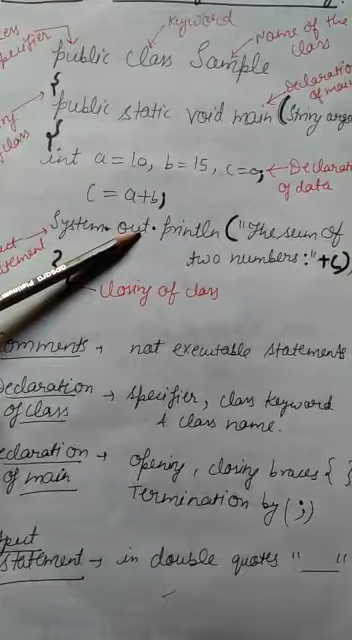 keyword
Name of the class
public class Sample
{
Declaration of main
public static void main (String args
{
int a = 10, b = 15, c = 0;
Declaration of data
c = a+b;
System.out.println ("The sum of
two numbers:" + c);
}
closing of class
apsara Platinum
Comments → not executable statements
Declaration of class → specifier, class keyword
& class name.
Declaration of main → opening, closing braces { }
Termination by (;)
statement → in double quotes " __ "